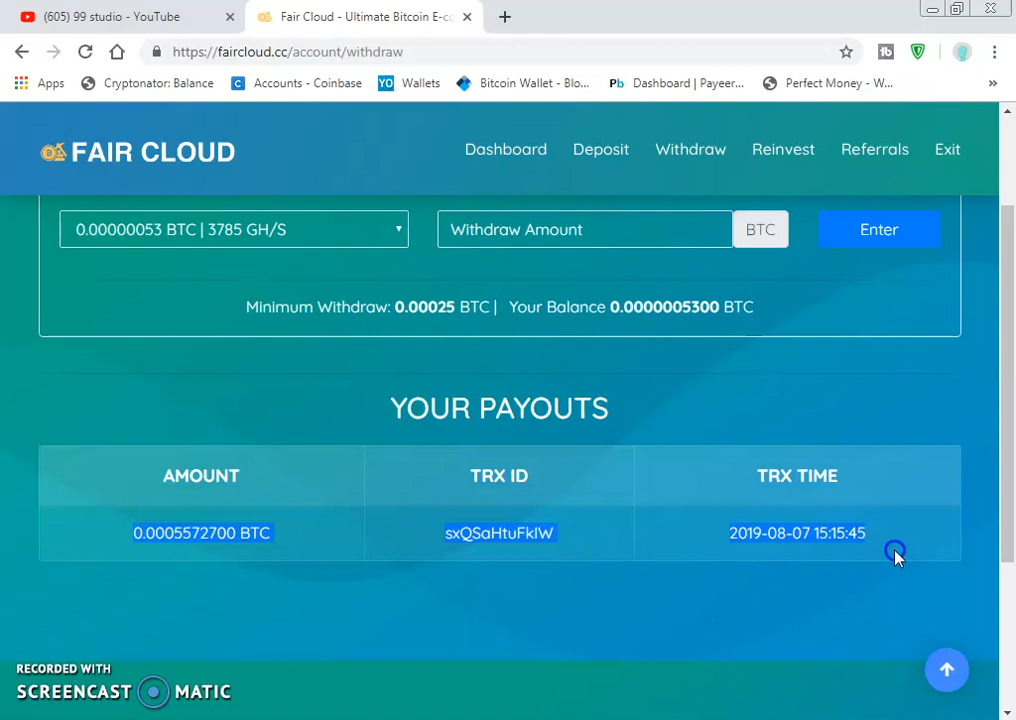 (605) 99 studio - YouTube
Fair Cloud - Ultimate Bitcoin E-co
https://faircloud.cc/account/withdraw
Apps
Cryptonator: Balance
Accounts - Coinbase
YO Wallets
Bitcoin Wallet - Blo...
Pb Dashboard | Payeer...
Perfect Money - W...
FAIR CLOUD
Dashboard
Deposit
Withdraw
Reinvest
Referrals
Exit
0.00000053 BTC | 3785 GH/S
Withdraw Amount
BTC
Enter
Minimum Withdraw: 0.00025 BTC | Your Balance 0.0000005300 BTC
YOUR PAYOUTS
AMOUNT
TRX ID
TRX TIME
0.0005572700 BTC
2019-08-07 15:15:45
RECORDED WITH
SCREENCAST MATIC